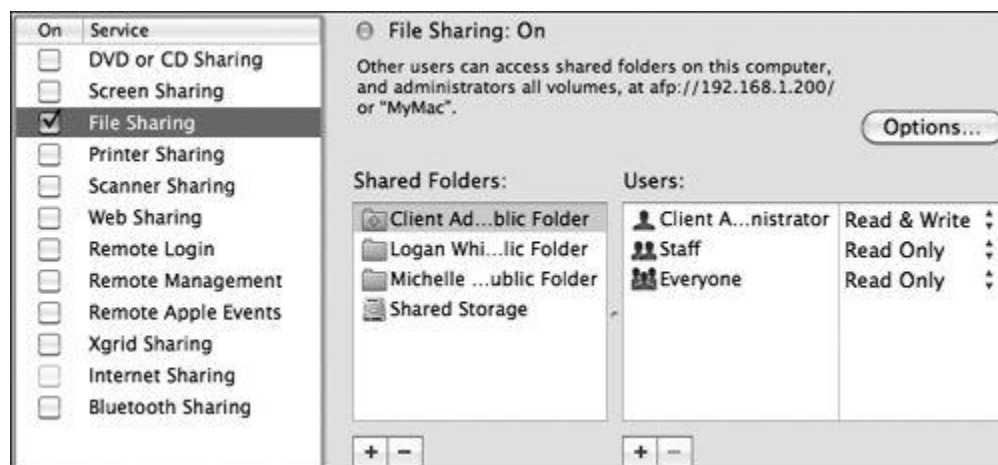 On Service
DVD or CD Sharing
Screen Sharing
File Sharing
Printer Sharing
Scanner Sharing
Web Sharing
Remote Login
Remote Management
Remote Apple Events
Xgrid Sharing
Internet Sharing
Bluetooth Sharing
File Sharing: On
Other users can access shared folders on this computer,
and administrators all volumes, at afp://192.168.1.200/
or "MyMac".
Options...
Shared Folders:
Client Ad...blic Folder
Logan Whi...lic Folder
Michelle ...ublic Folder
Shared Storage
+ −
Users:
Client A...nistrator Read & Write
Staff Read Only
Everyone Read Only
+ −